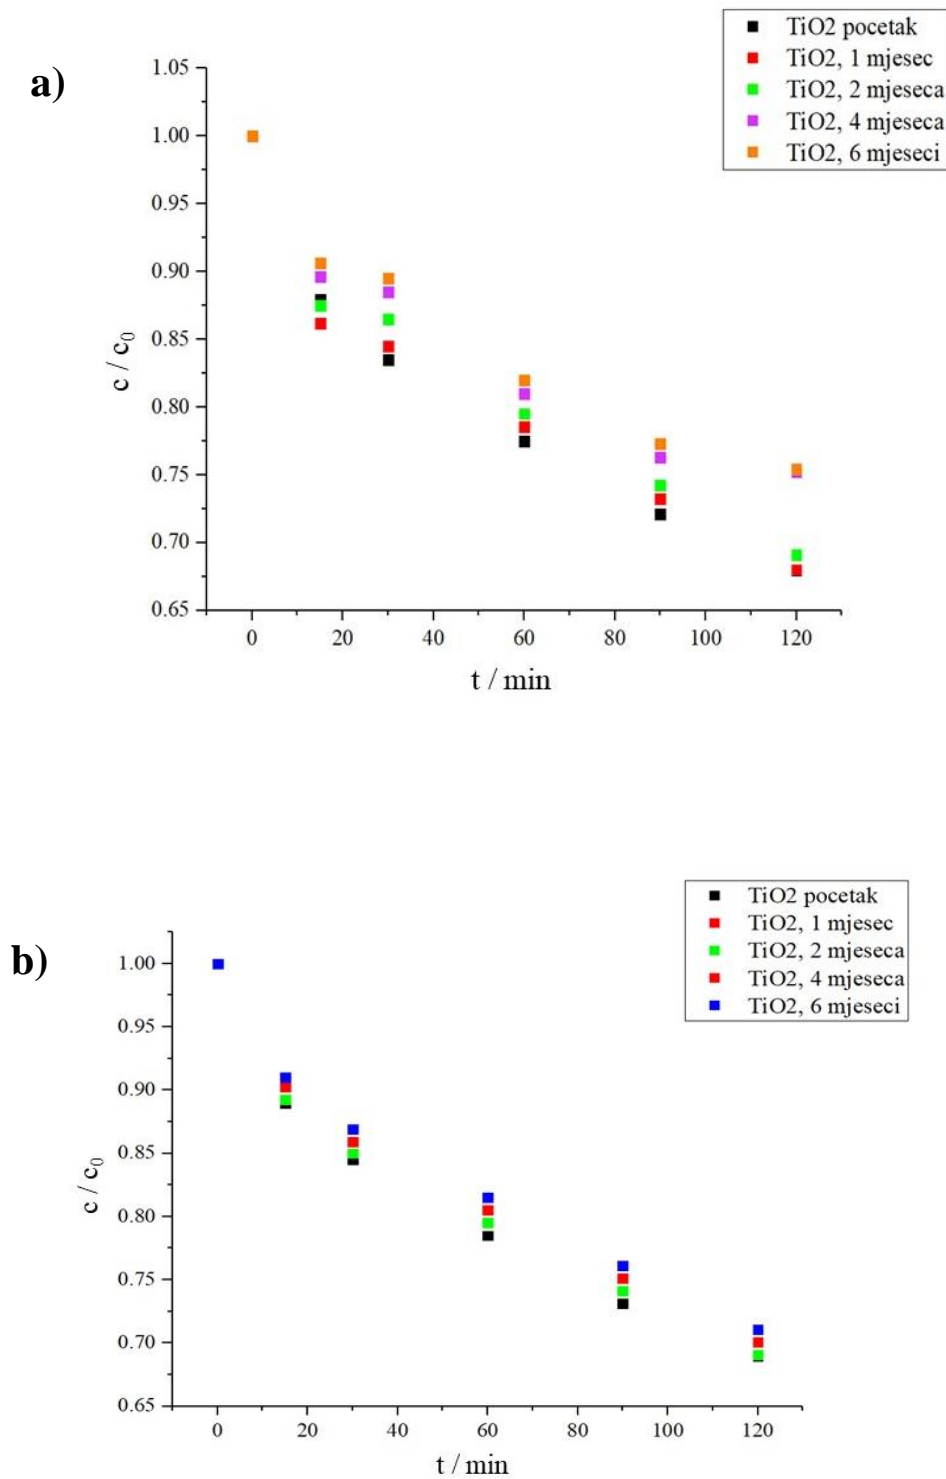 a)
TiO2 pocetak
TiO2, 1 mjesec
TiO2, 2 mjeseca
TiO2, 4 mjeseca
TiO2, 6 mjeseci
1.05
1.00
0.95
0.90
0.85
0.80
0.75
0.70
0.65
c / c₀
0 20 40 60 80 100 120
t / min
b)
TiO2 pocetak
TiO2, 1 mjesec
TiO2, 2 mjeseca
TiO2, 4 mjeseca
TiO2, 6 mjeseci
1.00
0.95
0.90
0.85
0.80
0.75
0.70
0.65
c / c₀
0 20 40 60 80 100 120
t / min